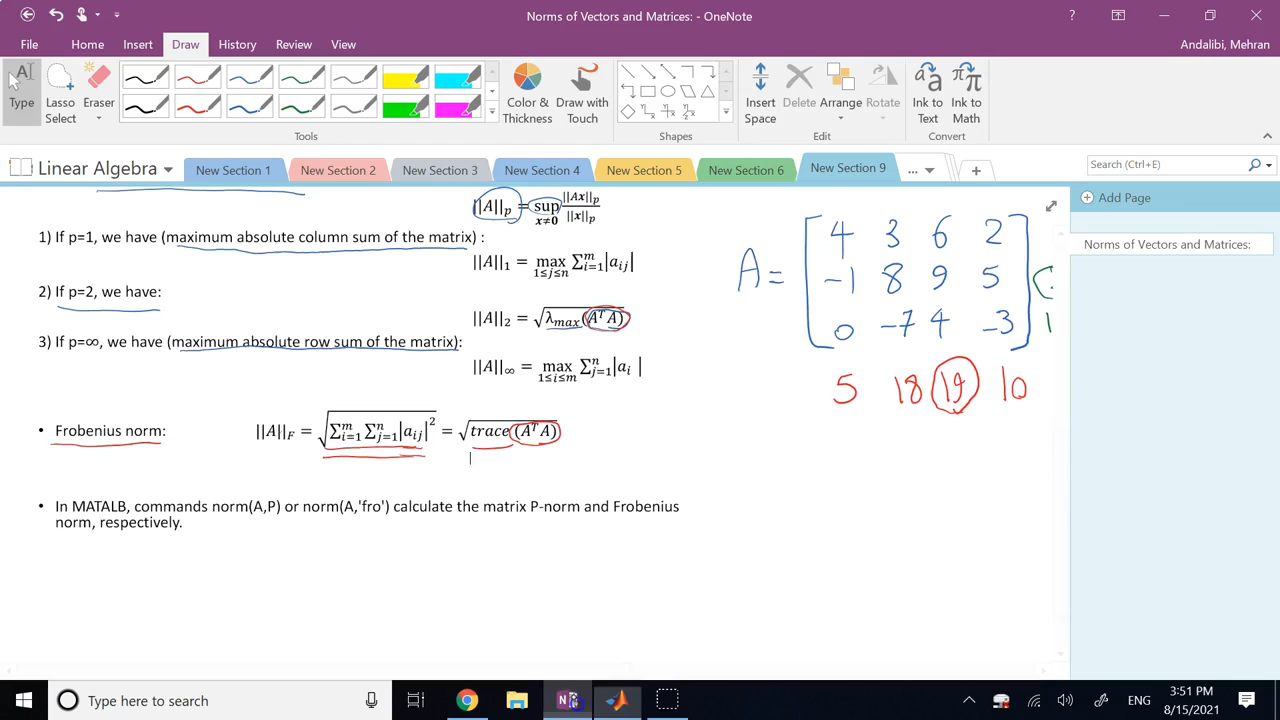 Norms of Vectors and Matrices: - OneNote
Andalibi, Mehran
File Home Insert Draw History Review View
Type Lasso Select Eraser Color & Thickness Draw with Touch Insert Space Delete Arrange Rotate Ink to Text Ink to Math
Tools Shapes Edit Convert
Linear Algebra New Section 1 New Section 2 New Section 3 New Section 4 New Section 5 New Section 6 New Section 9 ... Search (Ctrl+E)
Add Page
Norms of Vectors and Matrices:
||A||p = sup x≠0 ||Ax||p / ||x||p
1) If p=1, we have (maximum absolute column sum of the matrix) :
||A||₁ = max 1≤j≤n ∑ᵢ₌₁ᵐ|aᵢⱼ|
2) If p=2, we have:
||A||₂ = √λmax(AᵀA)
3) If p=∞, we have (maximum absolute row sum of the matrix):
||A||∞ = max 1≤i≤m ∑ⱼ₌₁ⁿ|aᵢ |
• Frobenius norm: ||A||F = √∑ᵢ₌₁ᵐ ∑ⱼ₌₁ⁿ|aᵢⱼ|² = √trace(AᵀA)
• In MATALB, commands norm(A,P) or norm(A,'fro') calculate the matrix P-norm and Frobenius
norm, respectively.
A =
4 3 6 2
-1 8 9 5
0 -7 4 -3
5 18 19 10
Type here to search
ENG
3:51 PM
8/15/2021